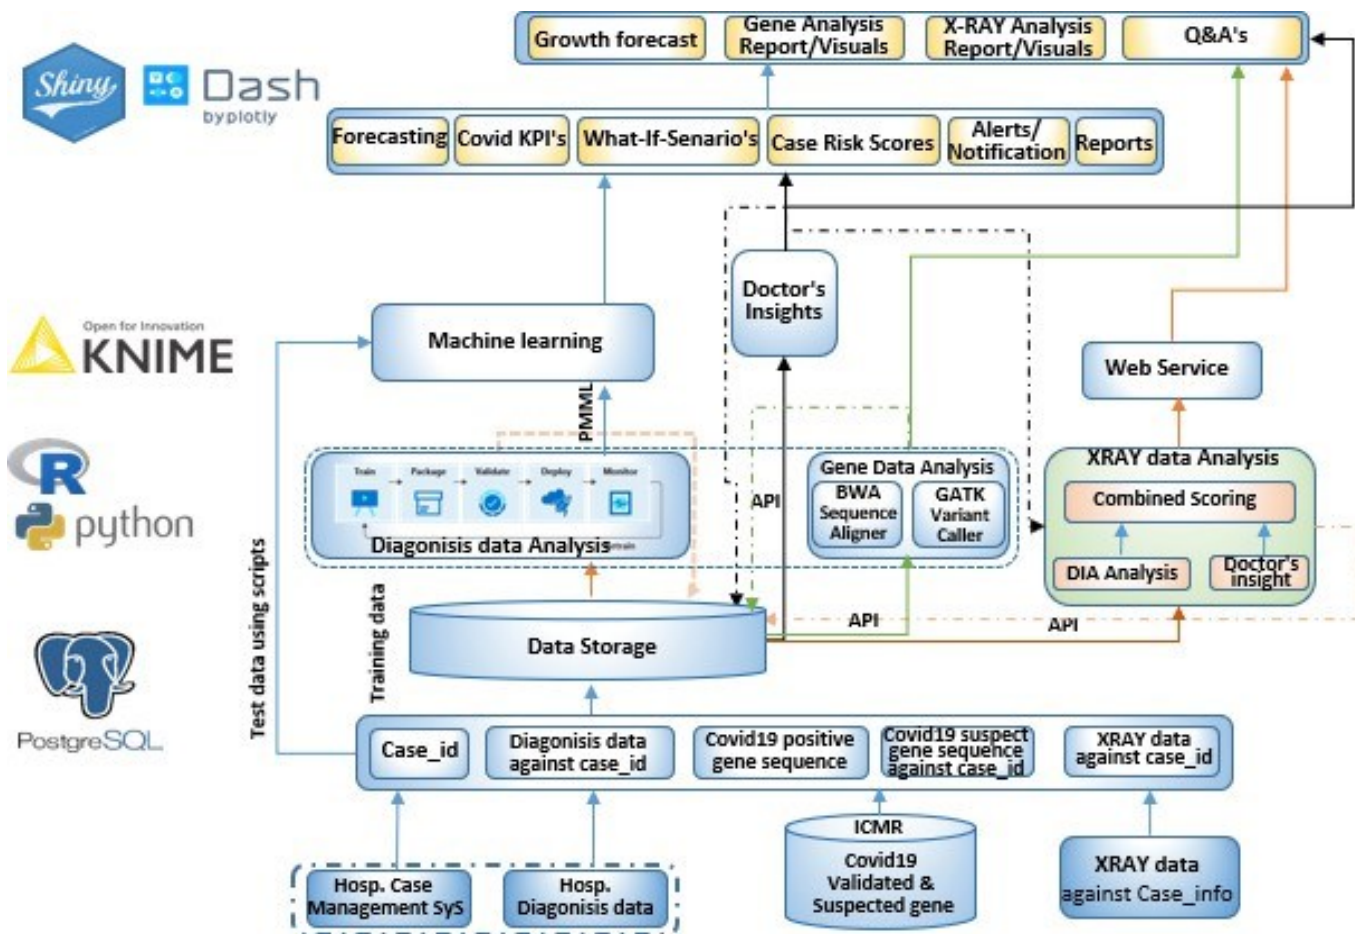 Growth forecast
Gene Analysis
Report/Visuals
X-RAY Analysis
Report/Visuals
Q&A's
Shiny
Dash
by plotly
Forecasting
Covid KPI's
What-If-Senario's
Case Risk Scores
Alerts/
Notification
Reports
Doctor's
Insights
Open for Innovation
KNIME
Machine learning
Web Service
PMML
R
python
Train
Package
Validate
Deploy
Monitor
Diagonisis data Analysis
API
Gene Data Analysis
BWA
Sequence
Aligner
GATK
Variant
Caller
XRAY data Analysis
Combined Scoring
DIA Analysis
Doctor's
insight
Test data using scripts
Training data
Data Storage
API
API
PostgreSQL
Case_id
Diagonisis data
against case_id
Covid19 positive
gene sequence
Covid19 suspect
gene sequence
against case_id
XRAY data
against case_id
Hosp. Case
Management SyS
Hosp.
Diagonisis data
ICMR
Covid19
Validated &
Suspected gene
XRAY data
against Case_info